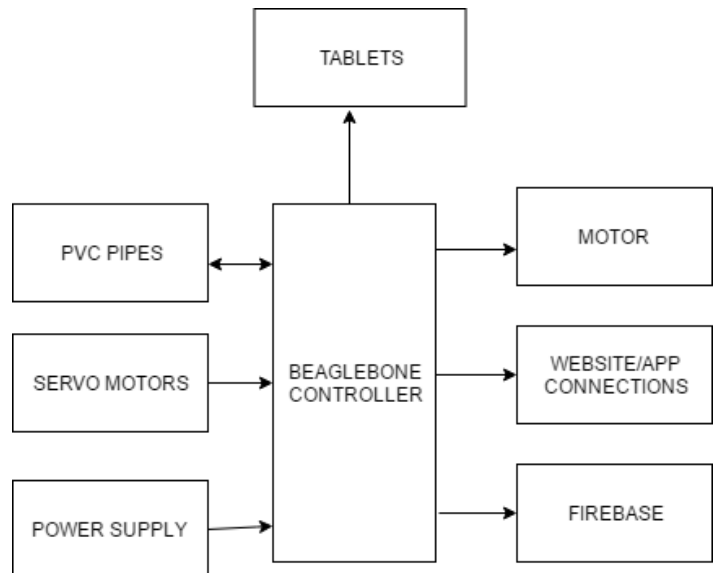 TABLETS
PVC PIPES
MOTOR
SERVO MOTORS
BEAGLEBONE
CONTROLLER
WEBSITE/APP
CONNECTIONS
POWER SUPPLY
FIREBASE